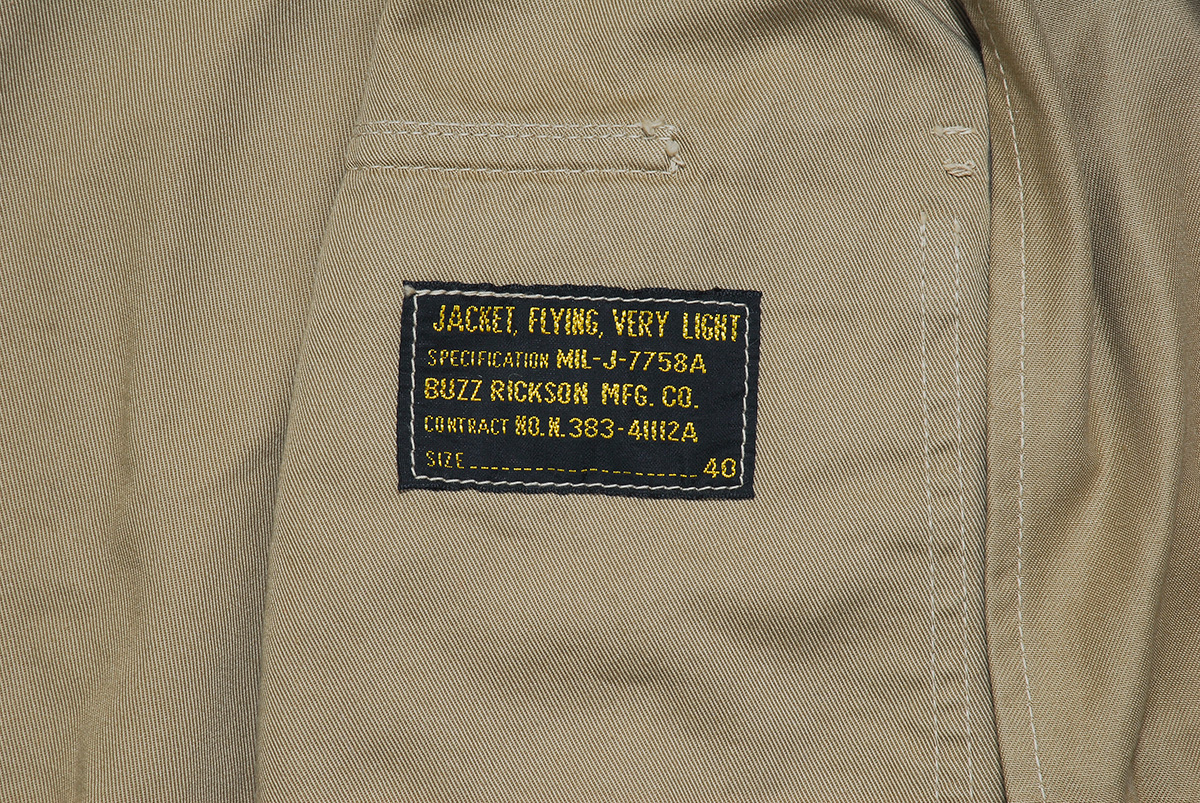 JACKET, FLYING, VERY LIGHT
SPECIFICATION MIL-J-7758A
BUZZ RICKSON MFG. CO.
CONTRACT NO. N. 383-41112A
SIZE 40